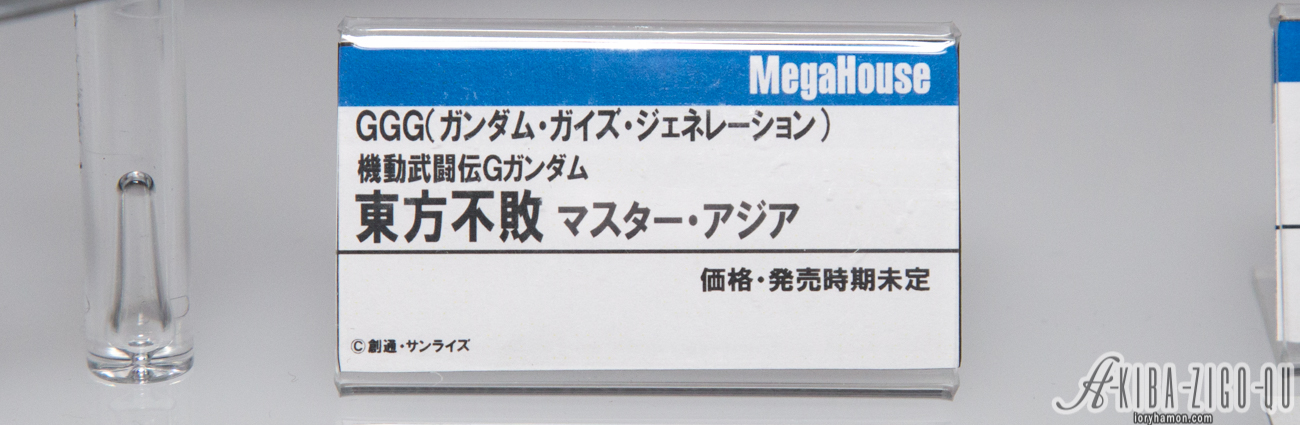 MegaHouse
GGG(ガンダム・ガイズ・ジェネレーション)
機動武闘伝Gガンダム
東方不敗 マスター・アジア
価格・発売時期未定
©創通・サンライズ
A-KIBA-ZIGO-QU
loryhamon.com